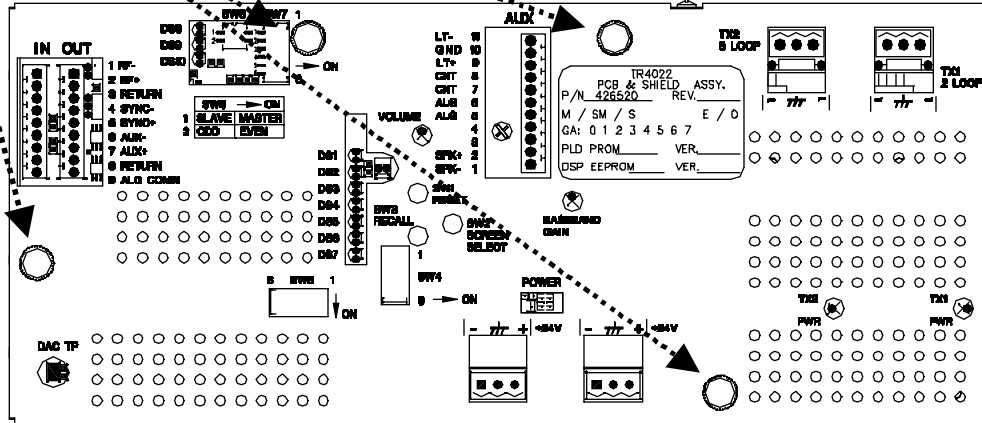 IN OUT
1 RF-
2 RF+
3 RETURN
4 SYNC-
5 SYNC+
6 AUX-
7 AUX+
8 RETURN
9 ALG COMM
DS8
DS9
DS10
SW6
SW7 1
ON
SW6 → ON
1 SLAVE MASTER
2 ODD EVEN
VOLUME
DS1
DS2
DS3
DS4
DS5
DS6
DS7
RESET
SW3
RECALL
SW2
SCREEN
SELECT
1
SW4
ON
8 SW5 1
ON
DAC TP
AUX
LT- 11
GND 10
LT+ 9
CNT 8
CNT 7
ALG 6
ALG 5
4
3
SPK+ 2
SPK- 1
TR4022
PCB & SHIELD ASSY.
P/N 426520 REV.
M / SM / S E / O
GA: 0 1 2 3 4 5 6 7
PLD PROM VER.
DSP EEPROM VER.
BASEBAND
GAIN
POWER
- +
- +
TX2
5 LOOP
TX1
2 LOOP
TX2
PWR
TX1
PWR